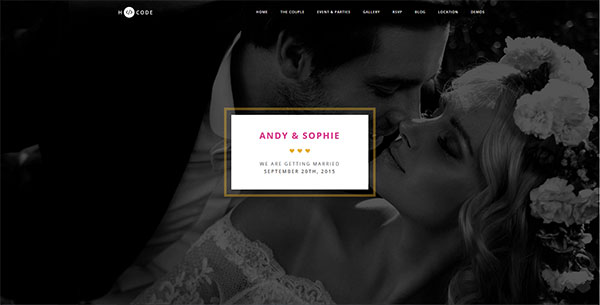 H </> CODE
HOME THE COUPLE EVENT & PARTIES GALLERY RSVP BLOG LOCATION DEMOS
ANDY & SOPHIE
WE ARE GETTING MARRIED
SEPTEMBER 29TH, 2015